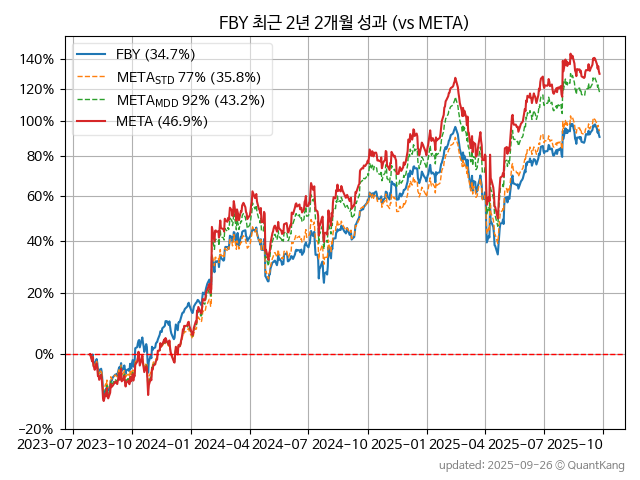 FBY 최근 2년 2개월 성과 (vs META)
FBY (34.7%)
META_STD 77% (35.8%)
META_MDD 92% (43.2%)
META (46.9%)
140%
120%
100%
80%
60%
40%
20%
0%
−20%
2023-07 2023-10 2024-01 2024-04 2024-07 2024-10 2025-01 2025-04 2025-07 2025-10
updated: 2025-09-26 © QuantKang